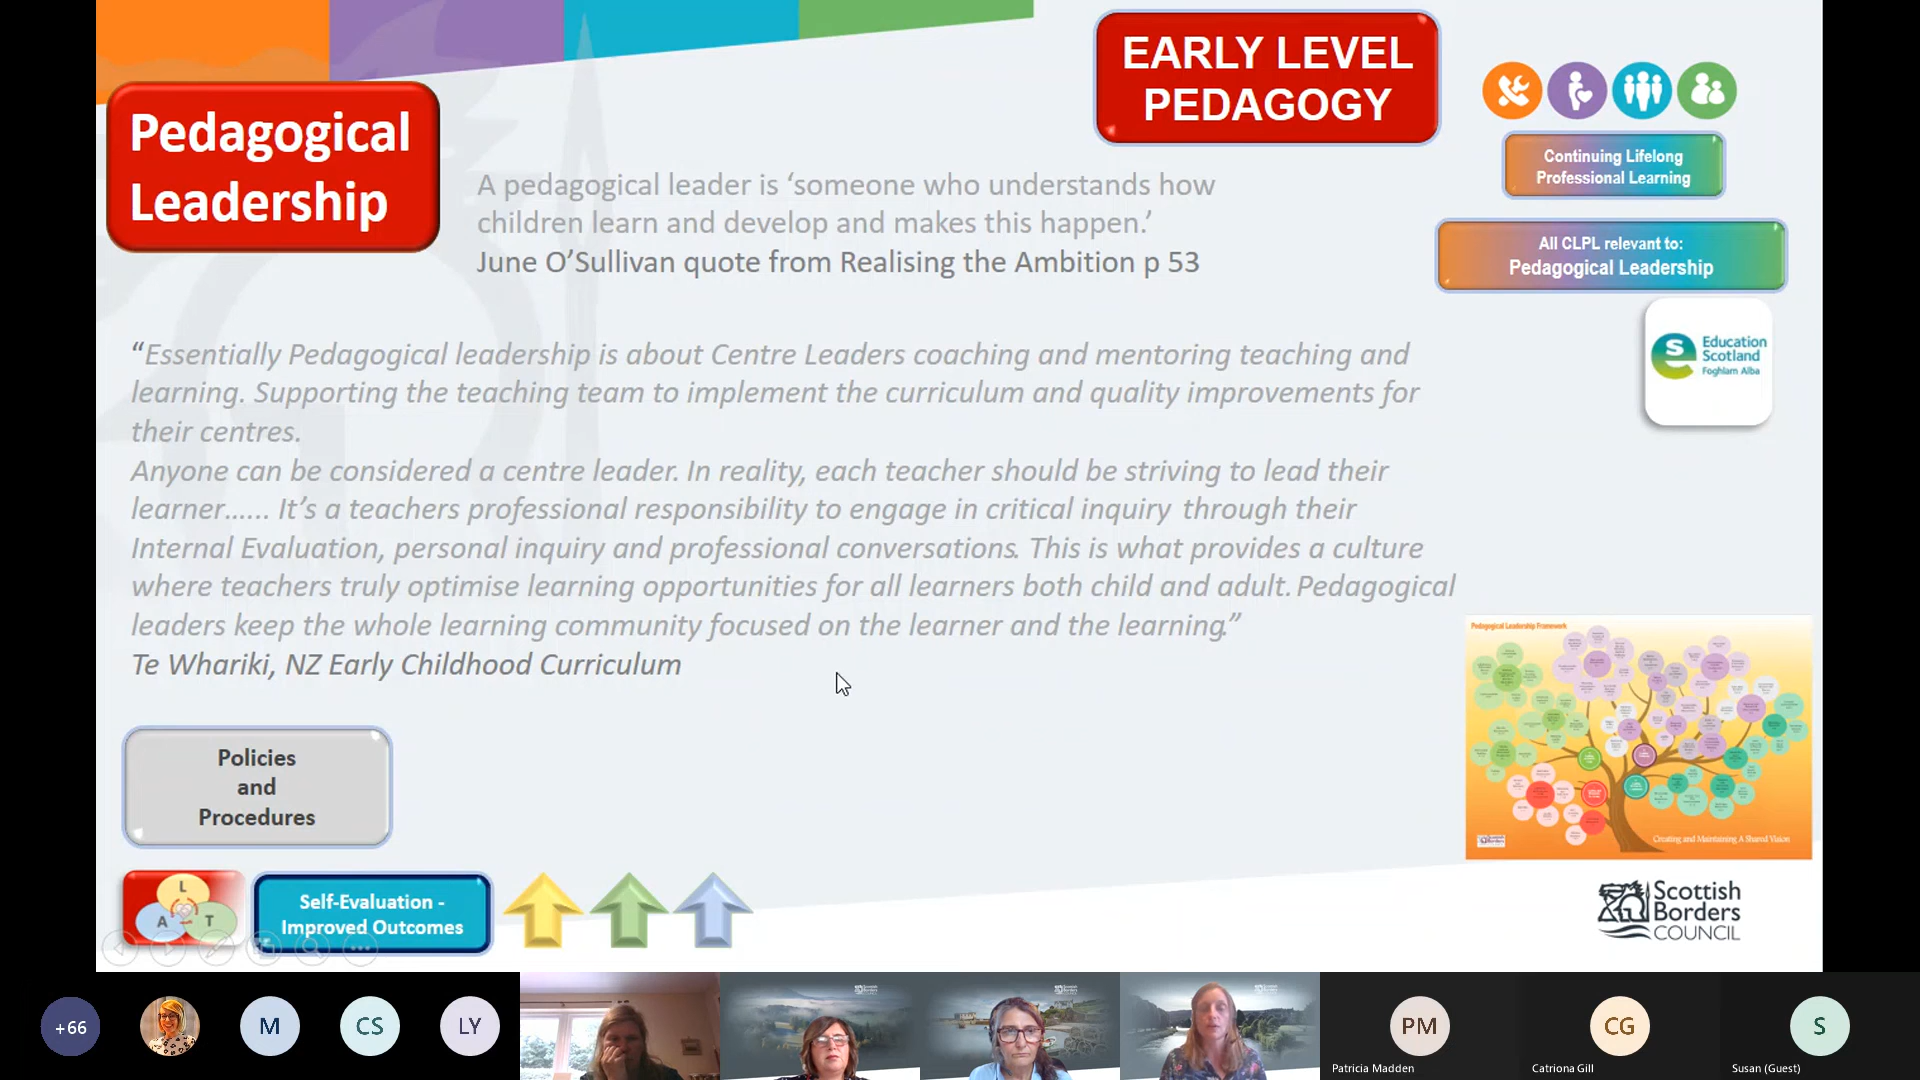 EARLY LEVEL
PEDAGOGY
Pedagogical
Leadership
Continuing Lifelong
Professional Learning
A pedagogical leader is ‘someone who understands how
children learn and develop and makes this happen.’
June O’Sullivan quote from Realising the Ambition p 53
All CLPL relevant to:
Pedagogical Leadership
Education
Scotland
Foghlam Alba
“Essentially Pedagogical leadership is about Centre Leaders coaching and mentoring teaching and
learning. Supporting the teaching team to implement the curriculum and quality improvements for
their centres.
Anyone can be considered a centre leader. In reality, each teacher should be striving to lead their
learner...... It’s a teachers professional responsibility to engage in critical inquiry through their
Internal Evaluation, personal inquiry and professional conversations. This is what provides a culture
where teachers truly optimise learning opportunities for all learners both child and adult. Pedagogical
leaders keep the whole learning community focused on the learner and the learning.”
Te Whariki, NZ Early Childhood Curriculum
Pedagogical Leadership Framework
Creating and Maintaining A Shared Vision
Policies
and
Procedures
L
A T
Self-Evaluation -
Improved Outcomes
Scottish
Borders
COUNCIL
+66
M
CS
LY
PM
CG
S
Patricia Madden
Catriona Gill
Susan (Guest)